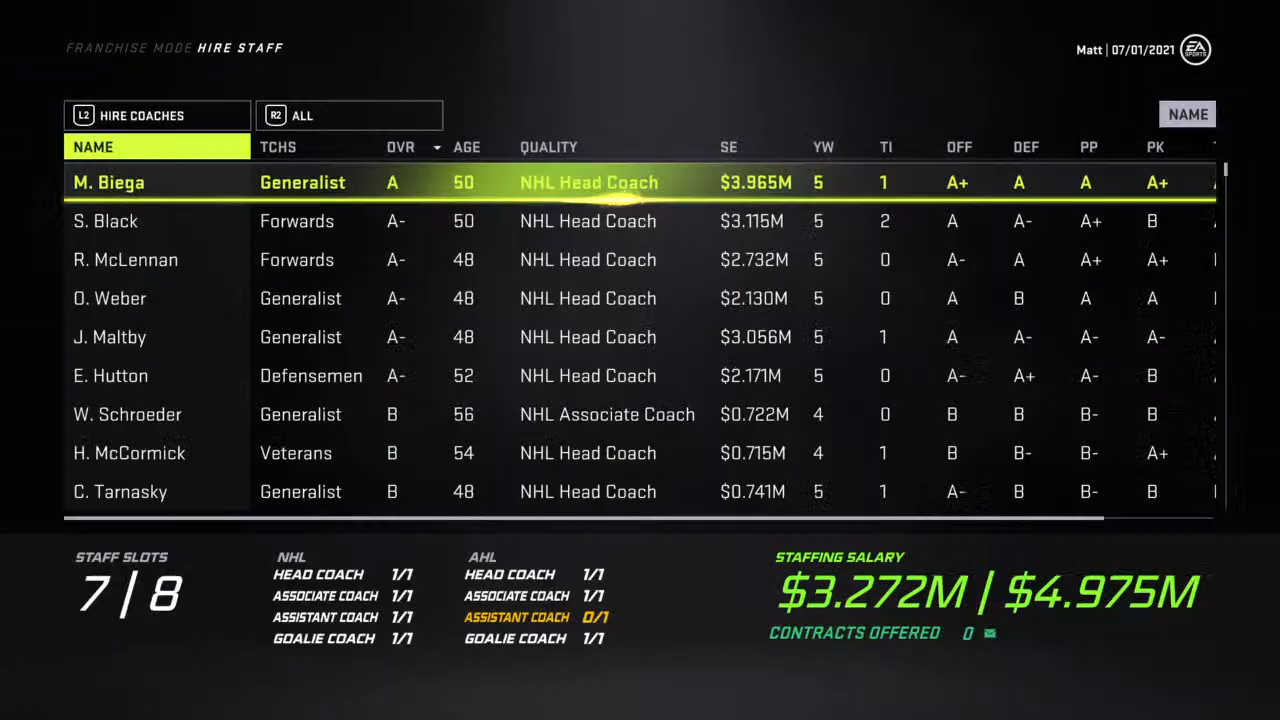 FRANCHISE MODE HIRE STAFF
Matt | 07/01/2021 EA SPORTS
L2 HIRE COACHES R2 ALL NAME
NAME TCHS OVR AGE QUALITY SE YW TI OFF DEF PP PK
M. Biega Generalist A 50 NHL Head Coach $3.965M 5 1 A+ A A A+
S. Black Forwards A- 50 NHL Head Coach $3.115M 5 2 A A- A+ B
R. McLennan Forwards A- 48 NHL Head Coach $2.732M 5 0 A- A A+ A+
O. Weber Generalist A- 48 NHL Head Coach $2.130M 5 0 A B A A
J. Maltby Generalist A- 48 NHL Head Coach $3.056M 5 1 A A- A- A-
E. Hutton Defensemen A- 52 NHL Head Coach $2.171M 5 0 A- A+ A- B
W. Schroeder Generalist B 56 NHL Associate Coach $0.722M 4 0 B B B- B
H. McCormick Veterans B 54 NHL Head Coach $0.715M 4 1 B B- B- A+
C. Tarnasky Generalist B 48 NHL Head Coach $0.741M 5 1 A- B B- B
STAFF SLOTS
7 | 8
NHL
HEAD COACH 1/1
ASSOCIATE COACH 1/1
ASSISTANT COACH 1/1
GOALIE COACH 1/1
AHL
HEAD COACH 1/1
ASSOCIATE COACH 1/1
ASSISTANT COACH 0/1
GOALIE COACH 1/1
STAFFING SALARY
$3.272M | $4.975M
CONTRACTS OFFERED 0